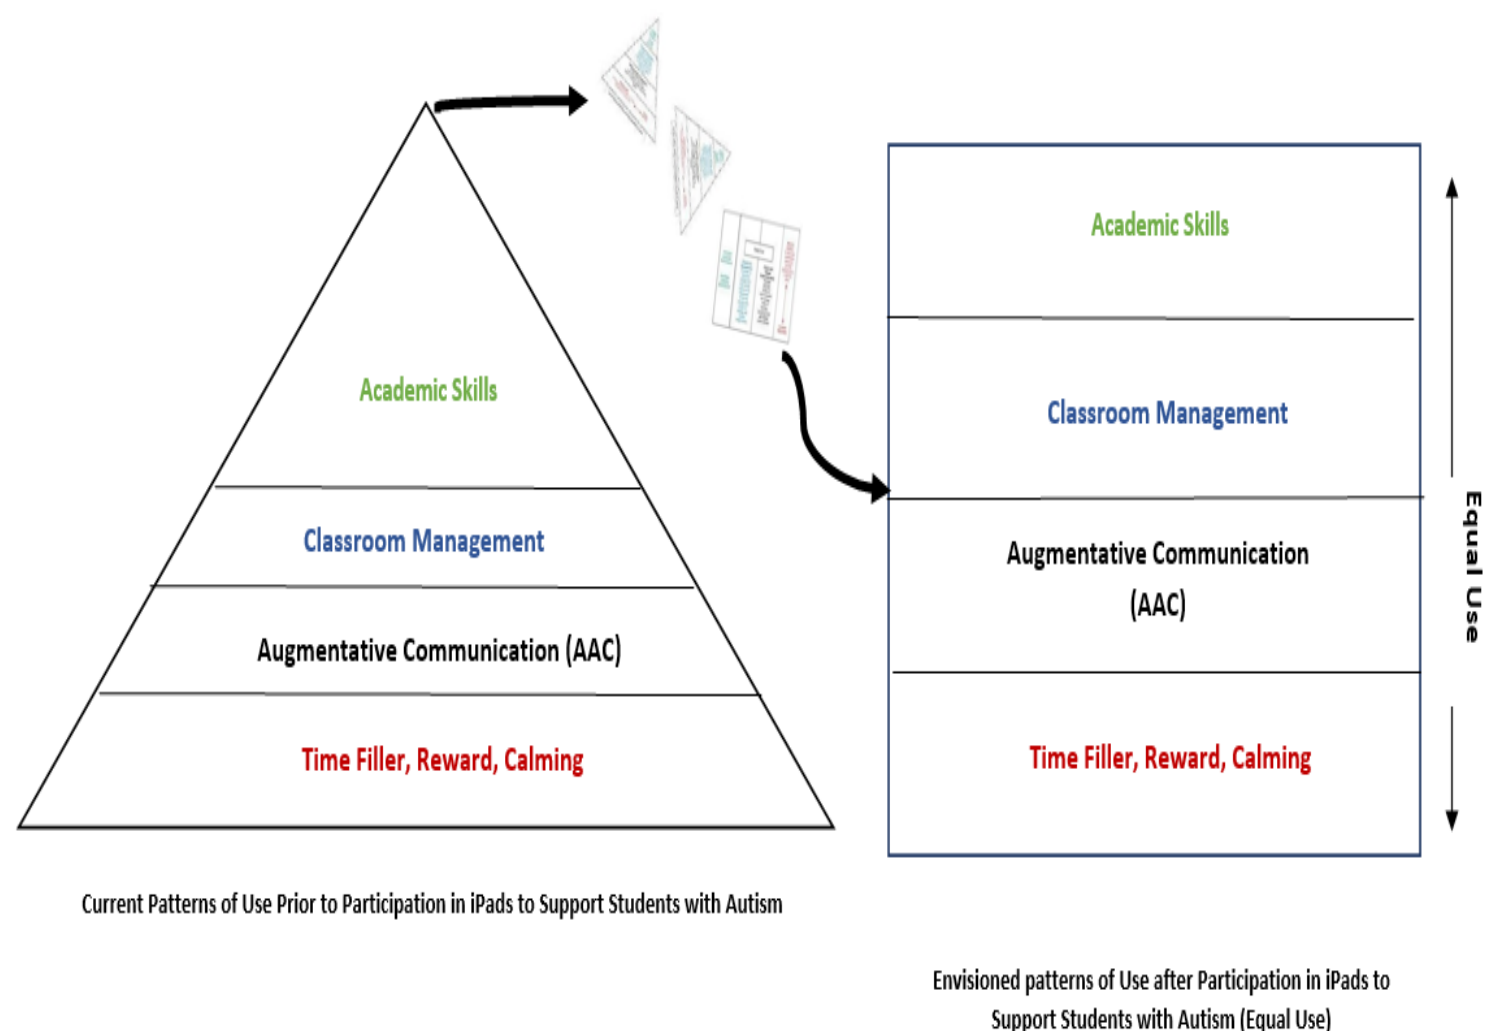 Academic Skills
Classroom Management
Augmentative Communication (AAC)
Time Filler, Reward, Calming
Current Patterns of Use Prior to Participation in iPads to Support Students with Autism
Academic Skills
Classroom Management
Augmentative Communication
(AAC)
Time Filler, Reward, Calming
Equal Use
Envisioned patterns of Use after Participation in iPads to
Support Students with Autism (Equal Use)